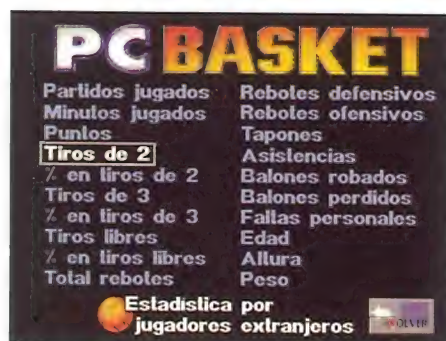 PC BASKET
Partidos jugados
Minutos jugados
Puntos
Tiros de 2
% en tiros de 2
Tiros de 3
% en tiros de 3
Tiros libres
% en tiros libres
Total rebotes
Rebotes defensivos
Rebotes ofensivos
Tapones
Asistencias
Balones robados
Balones perdidos
Faltas personales
Edad
Altura
Peso
Estadística por
jugadores extranjeros
VOLVER